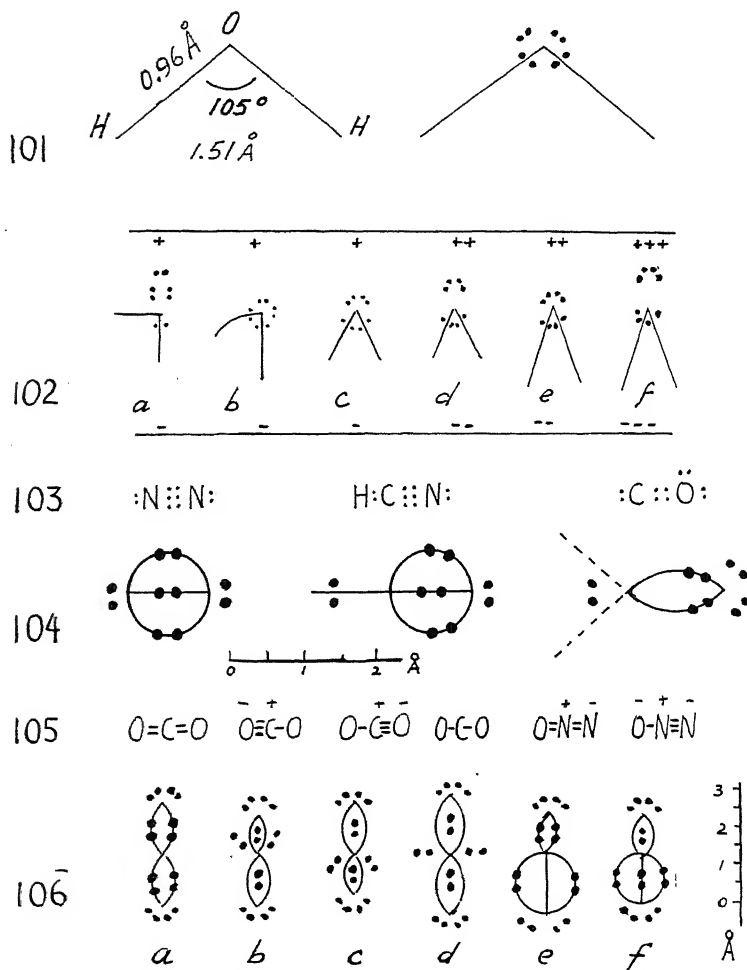 O
0.96Å
105°
H H
1.51Å
101
+ + + ++ ++ +++
102
a b c d e f
- - - -- -- ---
103 :N:::N: H:C:::N: :C::Ö:
104
0 1 2 Å
105 O=C=O O≡C-O O-C≡O O-C-O O=N=N O-N≡N
- + + - + - - + -
3
2
1
0
106
a b c d e f Å